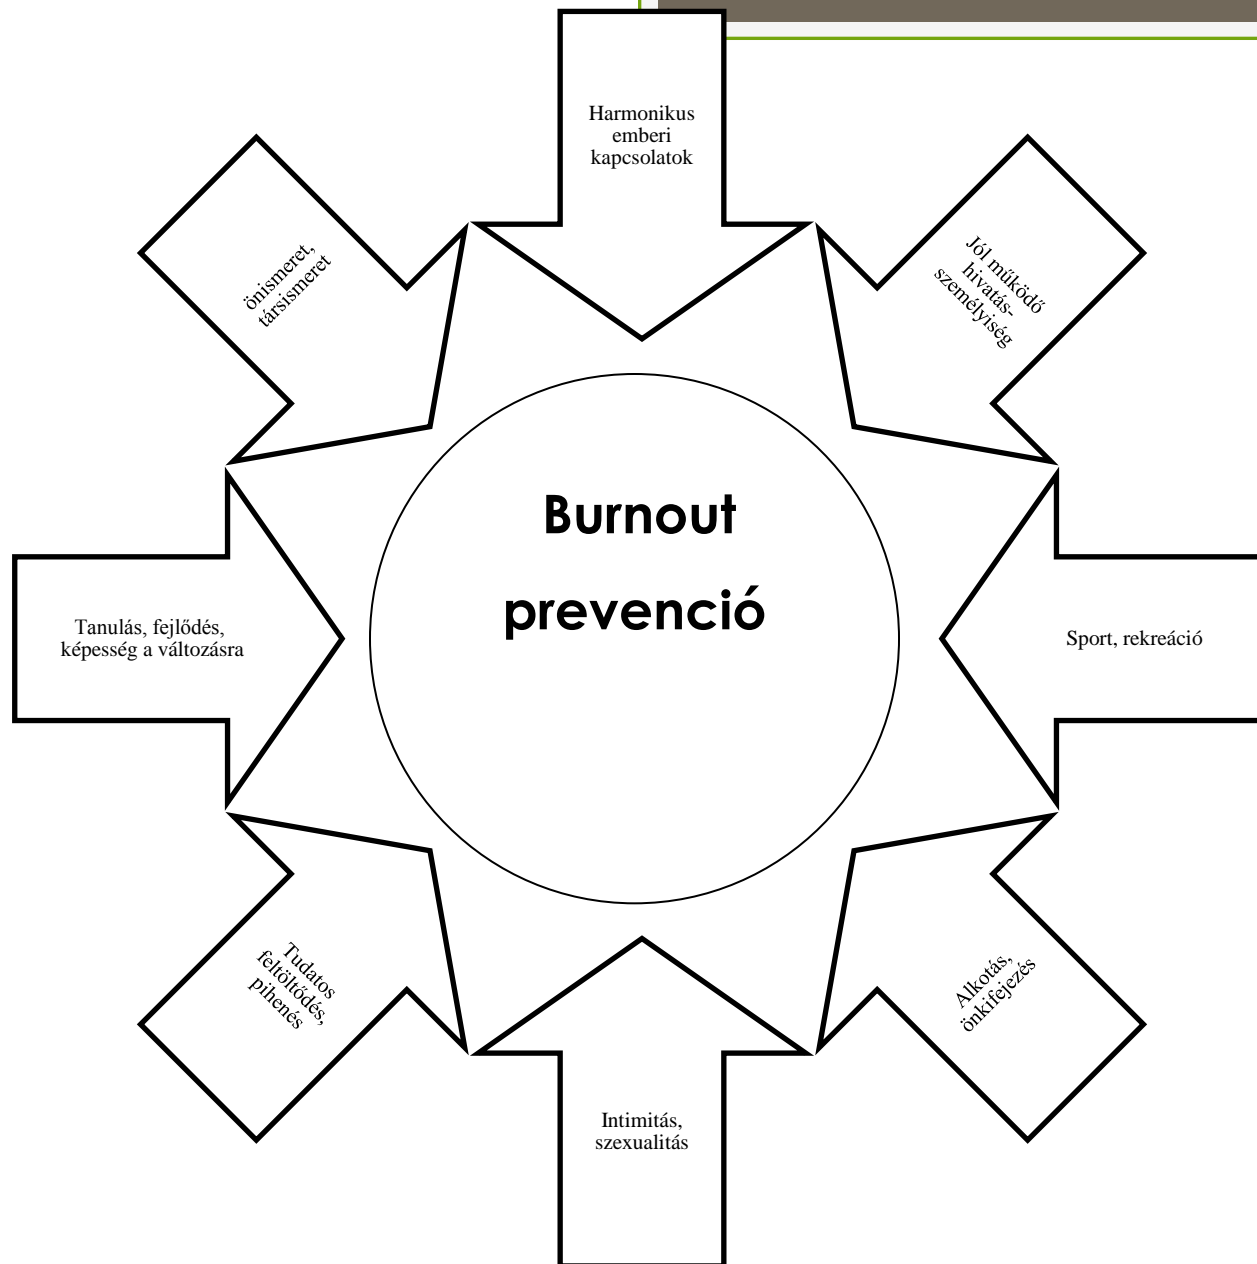 Harmonikus
emberi
kapcsolatok
Jól működő
hivatás-
személyiség
Sport, rekreáció
Alkotás,
önkifejezés
Intimitás,
szexualitás
Tudatos
feltöltődés,
pihenés
Tanulás, fejlődés,
képesség a változásra
önismeret,
társismeret
Burnout
prevenció